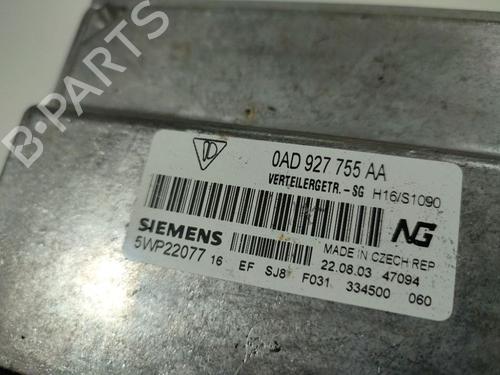 B-PARTS
0AD 927 755 AA
VERTEILERGETR. - SG H16/S1090
SIEMENS
NG
5WP22077
MADE IN CZECH REP
16 EF SJ8 F031
22.08.03 47094
334500 060